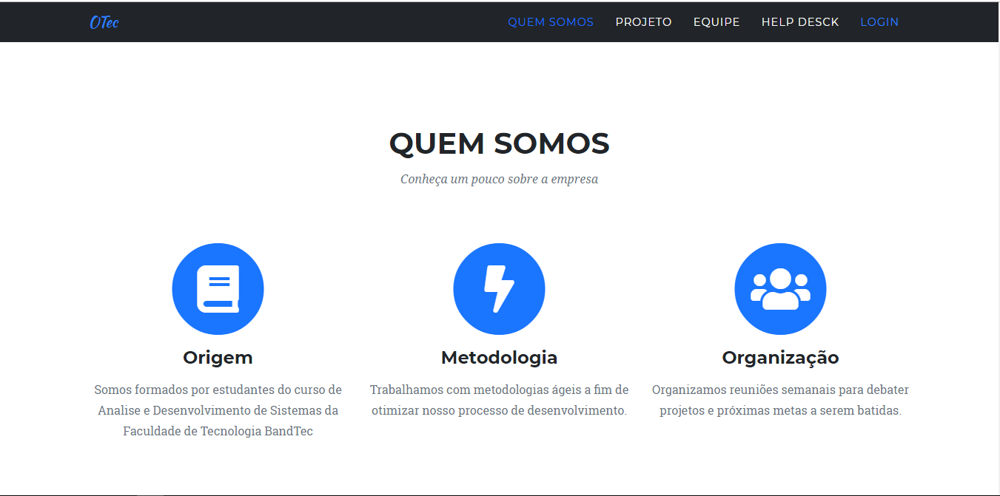 OTec
QUEM SOMOS
PROJETO
EQUIPE
HELP DESCK
LOGIN
QUEM SOMOS
Conheça um pouco sobre a empresa
Origem
Somos formados por estudantes do curso de
Analise e Desenvolvimento de Sistemas da
Faculdade de Tecnologia BandTec
Metodologia
Trabalhamos com metodologias ágeis a fim de
otimizar nosso processo de desenvolvimento.
Organização
Organizamos reuniões semanais para debater
projetos e próximas metas a serem batidas.